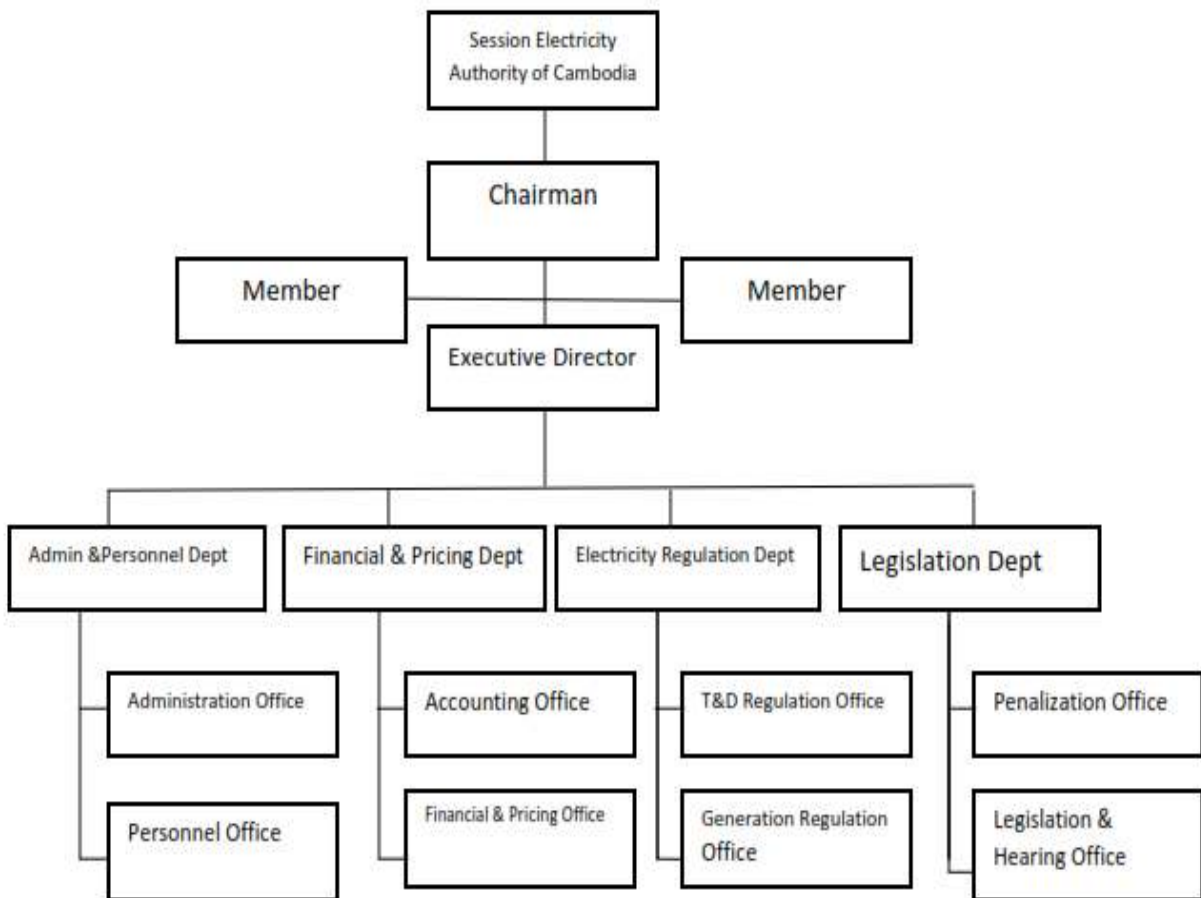 Session Electricity
Authority of Cambodia
Chairman
Member
Member
Executive Director
Admin &Personnel Dept
Financial & Pricing Dept
Electricity Regulation Dept
Legislation Dept
Administration Office
Accounting Office
T&D Regulation Office
Penalization Office
Personnel Office
Financial & Pricing Office
Generation Regulation
Office
Legislation &
Hearing Office